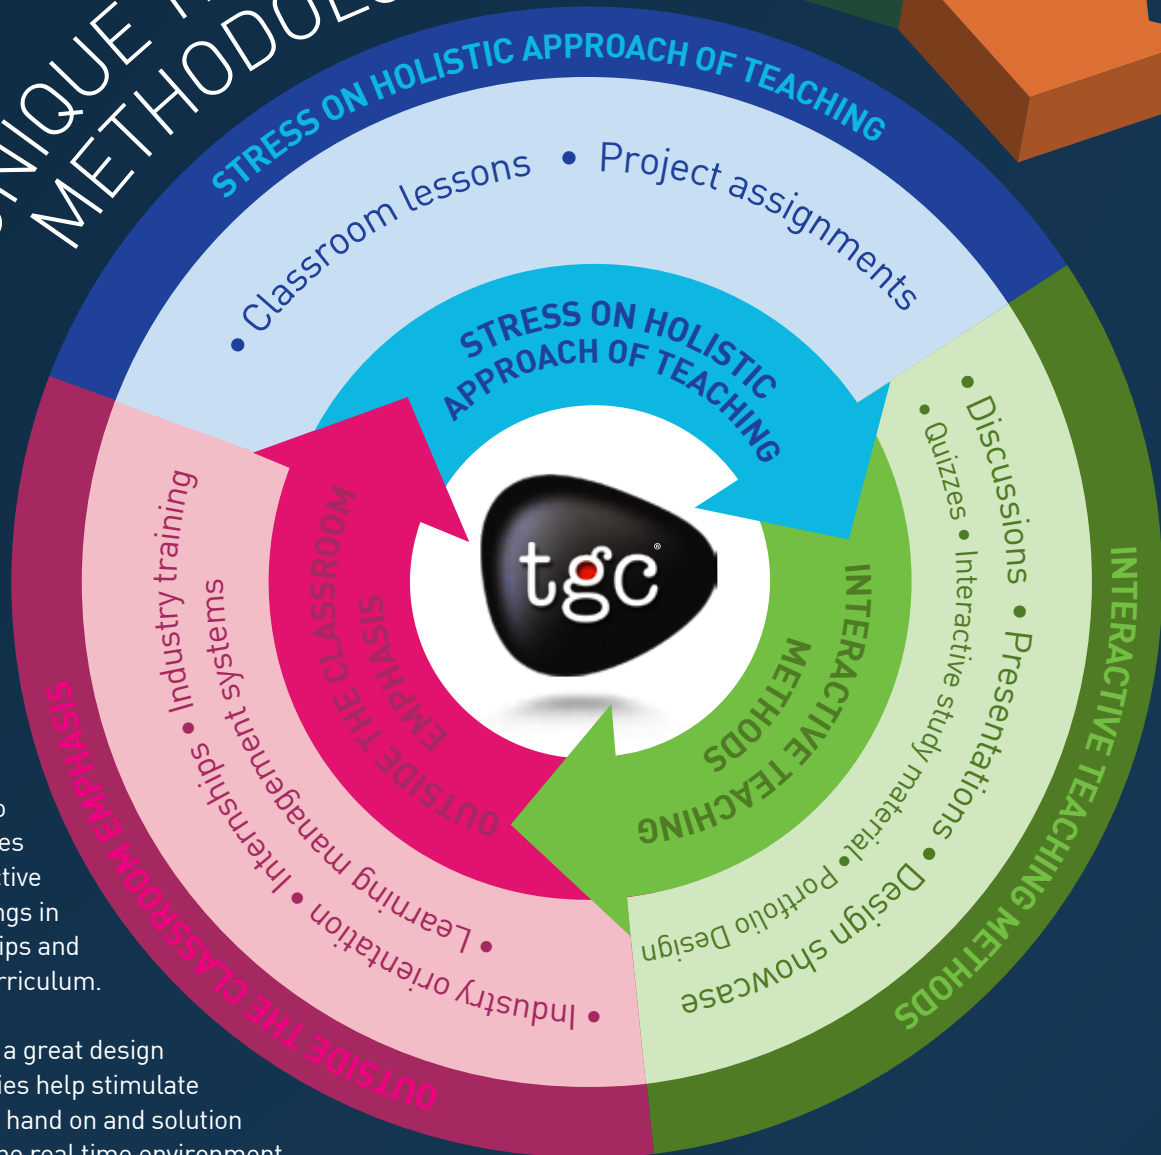 METHODOL
STRESS ON HOLISTIC APPROACH OF TEACHING
• Classroom lessons • Project assignments
STRESS ON HOLISTIC
APPROACH OF TEACHING
INTERACTIVE TEACHING METHODS
• Discussions • Presentations • Design showcase
• Quizzes • Interactive study material • Portfolio Design
INTERACTIVE TEACHING
METHODS
OUTSIDE THE CLASSROOM EMPHASIS
• Industry orientation • Internships • Industry training
• Learning management systems
OUTSIDE THE CLASSROOM
EMPHASIS
tgc®
ngs in
ips and
rriculum.
a great design
ies help stimulate
hand on and solution
real time environment